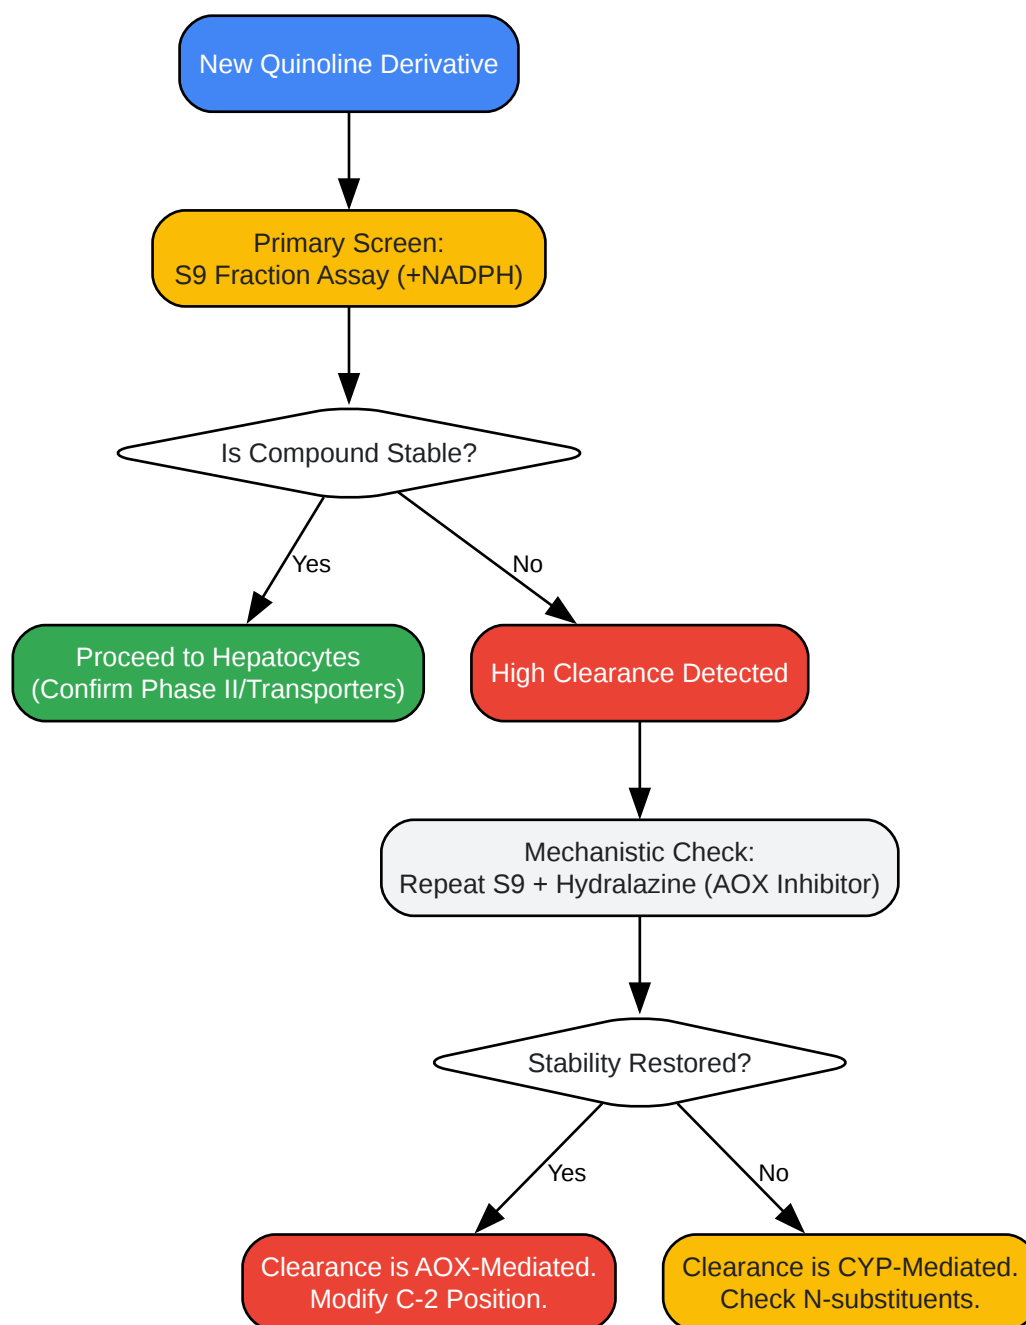 New Quinoline Derivative
Primary Screen:
S9 Fraction Assay (+NADPH)
Is Compound Stable?
Yes
No
Proceed to Hepatocytes
(Confirm Phase II/Transporters)
High Clearance Detected
Mechanistic Check:
Repeat S9 + Hydralazine (AOX Inhibitor)
Stability Restored?
Yes
No
Clearance is AOX-Mediated.
Modify C-2 Position.
Clearance is CYP-Mediated.
Check N-substituents.